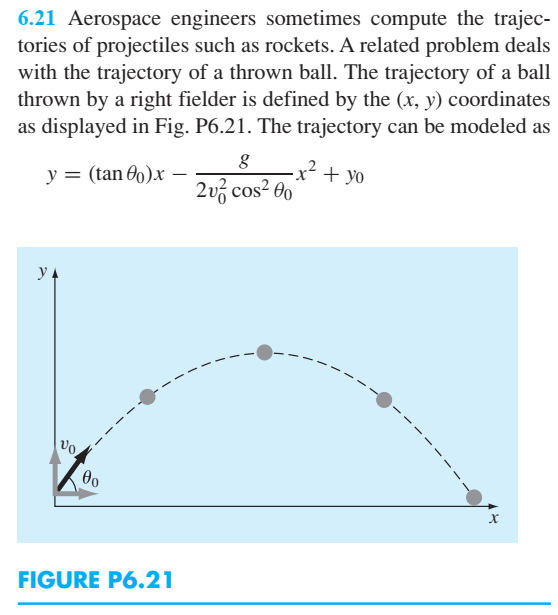 6.21 Aerospace engineers sometimes compute the trajec-
tories of projectiles such as rockets. A related problem deals
with the trajectory of a thrown ball. The trajectory of a ball
thrown by a right fielder is defined by the (x, y) coordinates
as displayed in Fig. P6.21. The trajectory can be modeled as
y = (tan θ₀)x − g / (2v₀² cos² θ₀) x² + y₀
y
v₀
θ₀
x
FIGURE P6.21